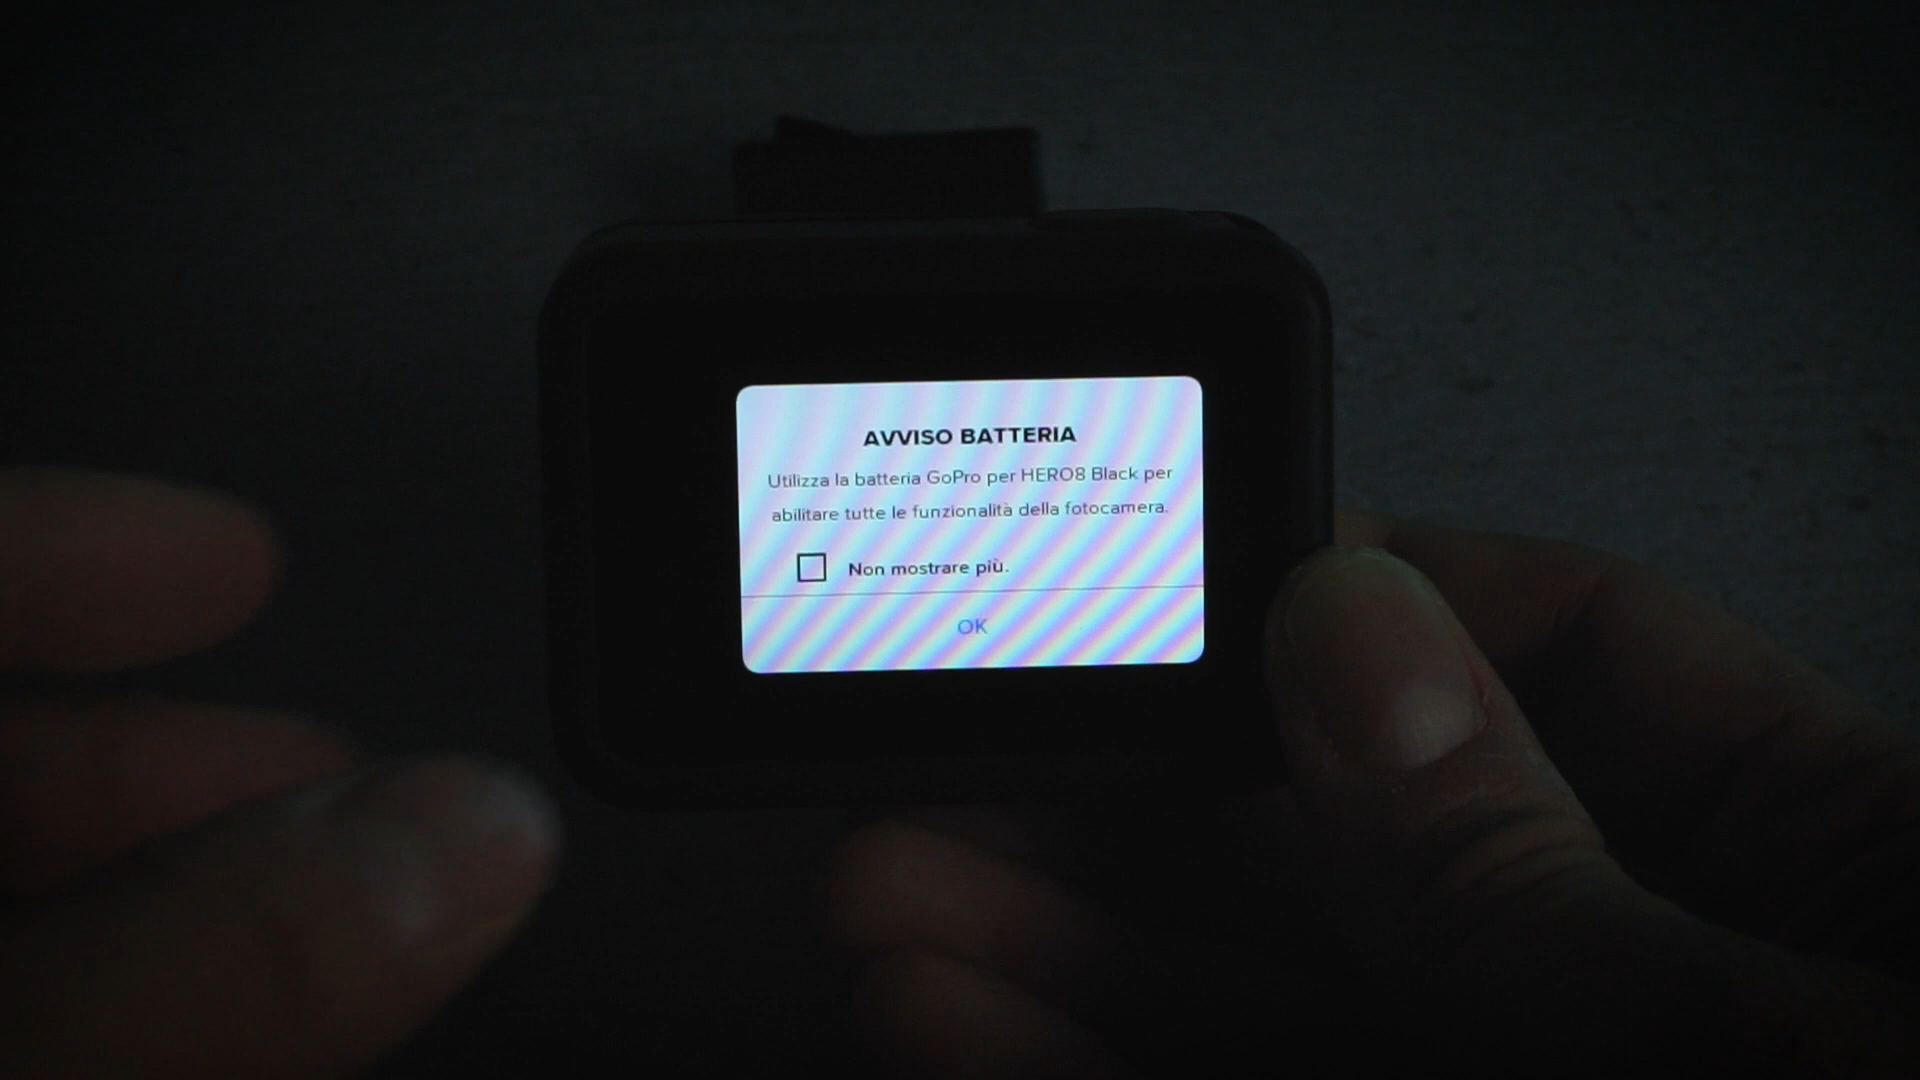 AVVISO BATTERIA
Utilizza la batteria GoPro per HERO8 Black per
abilitare tutte le funzionalità della fotocamera.
Non mostrare più.
OK